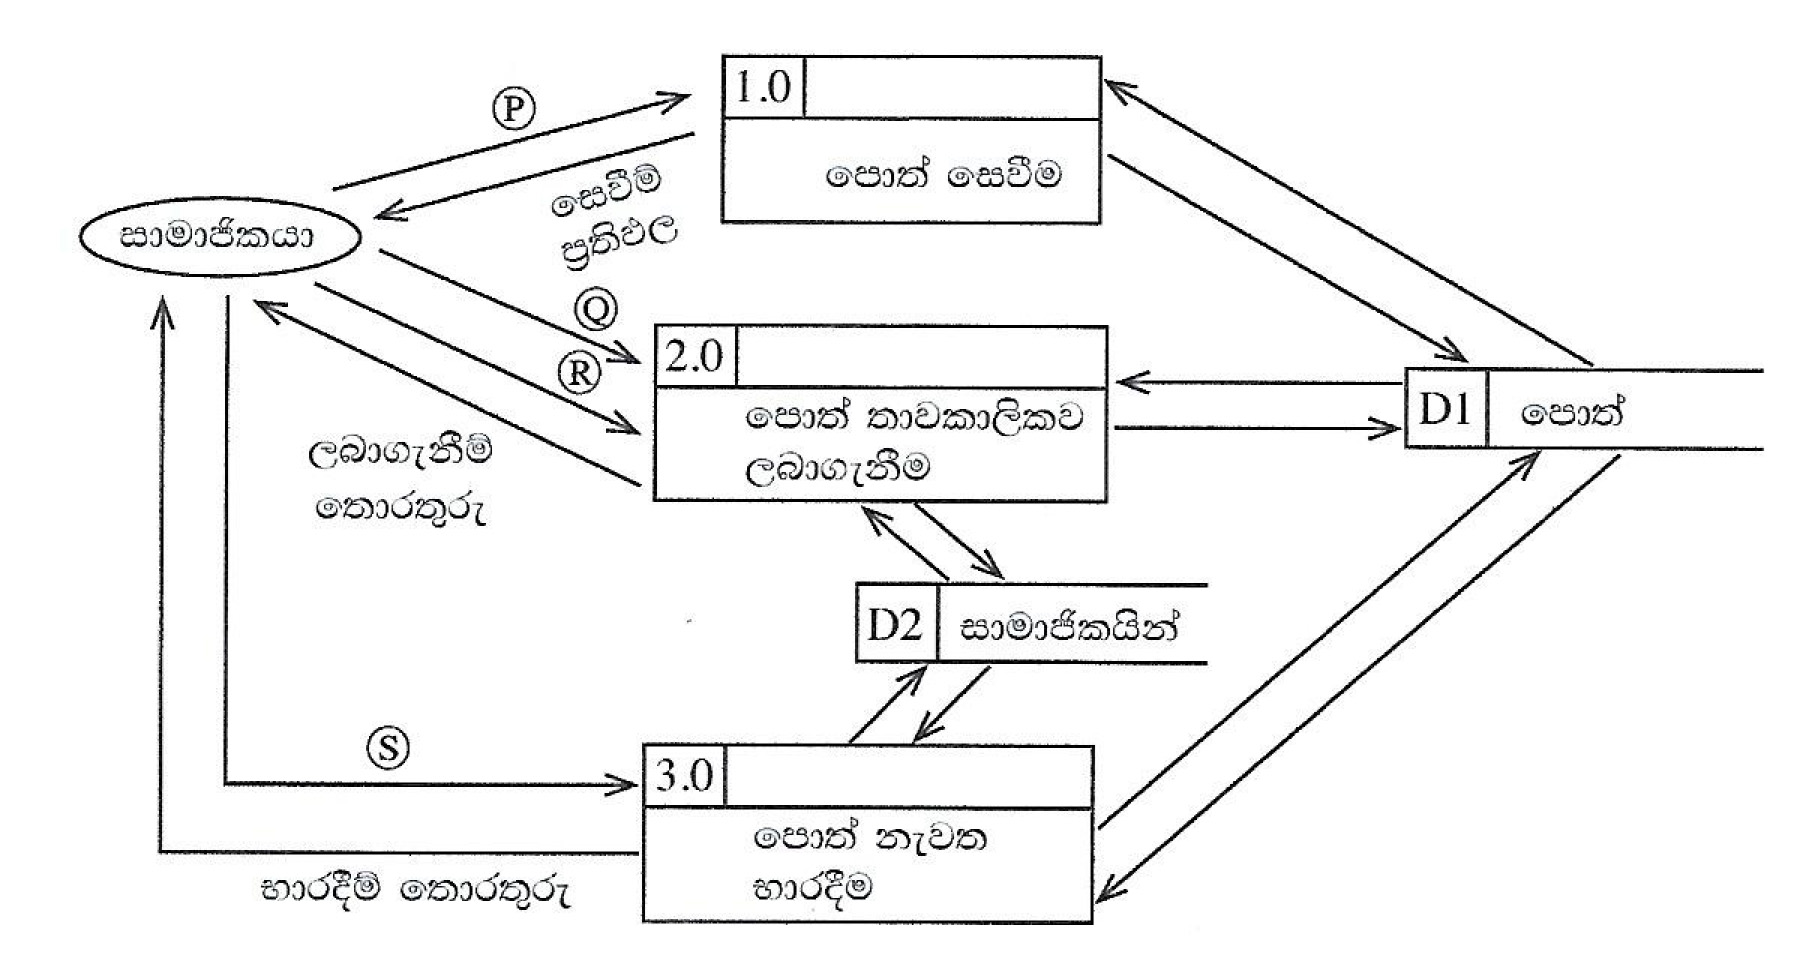 P
1.0
පොත් සෙවීම
සෙවීම්
ප්‍රතිඵල
සාමාජිකයා
Q
R
2.0
පොත් තාවකාලිකව
ලබාගැනීම
D1 පොත්
ලබාගැනීම්
තොරතුරු
D2 සාමාජිකයින්
S
3.0
පොත් නැවත
භාරදීම
භාරදීම් තොරතුරු